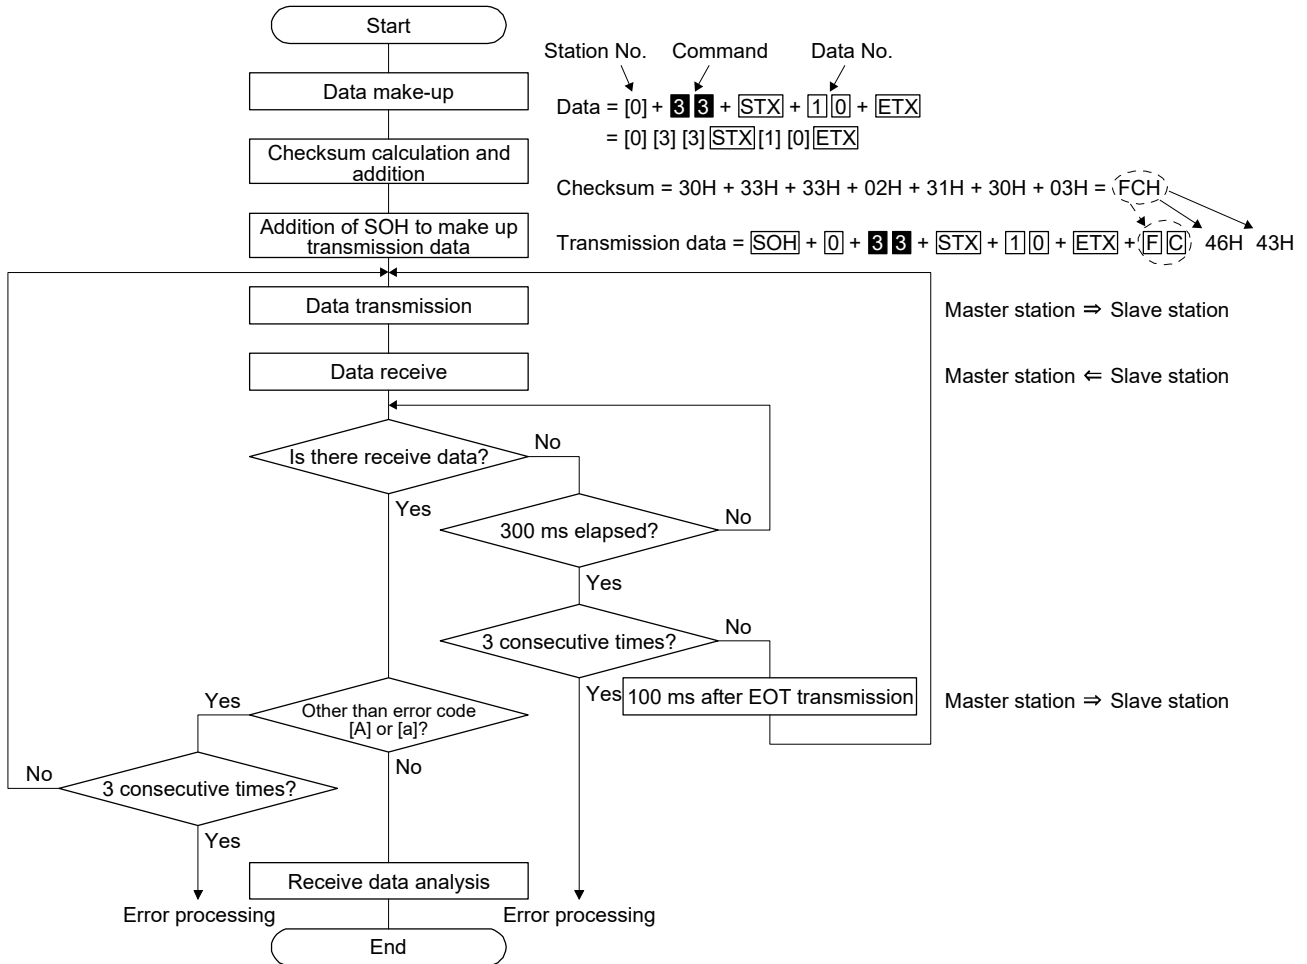 Start
Station No. Command Data No.
Data make-up
Data = [0] + 3 3 + STX + 1 0 + ETX
= [0] [3] [3] STX [1] [0] ETX
Checksum calculation and
addition
Checksum = 30H + 33H + 33H + 02H + 31H + 30H + 03H = FCH
Addition of SOH to make up
transmission data
Transmission data = SOH + 0 + 3 3 + STX + 1 0 + ETX + F C 46H 43H
Data transmission
Master station ⇒ Slave station
Data receive
Master station ⇐ Slave station
Is there receive data?
No
Yes
300 ms elapsed?
No
Yes
3 consecutive times?
No
Yes
100 ms after EOT transmission
Master station ⇒ Slave station
Yes
Other than error code
[A] or [a]?
No
No
3 consecutive times?
Yes
Receive data analysis
Error processing
Error processing
End